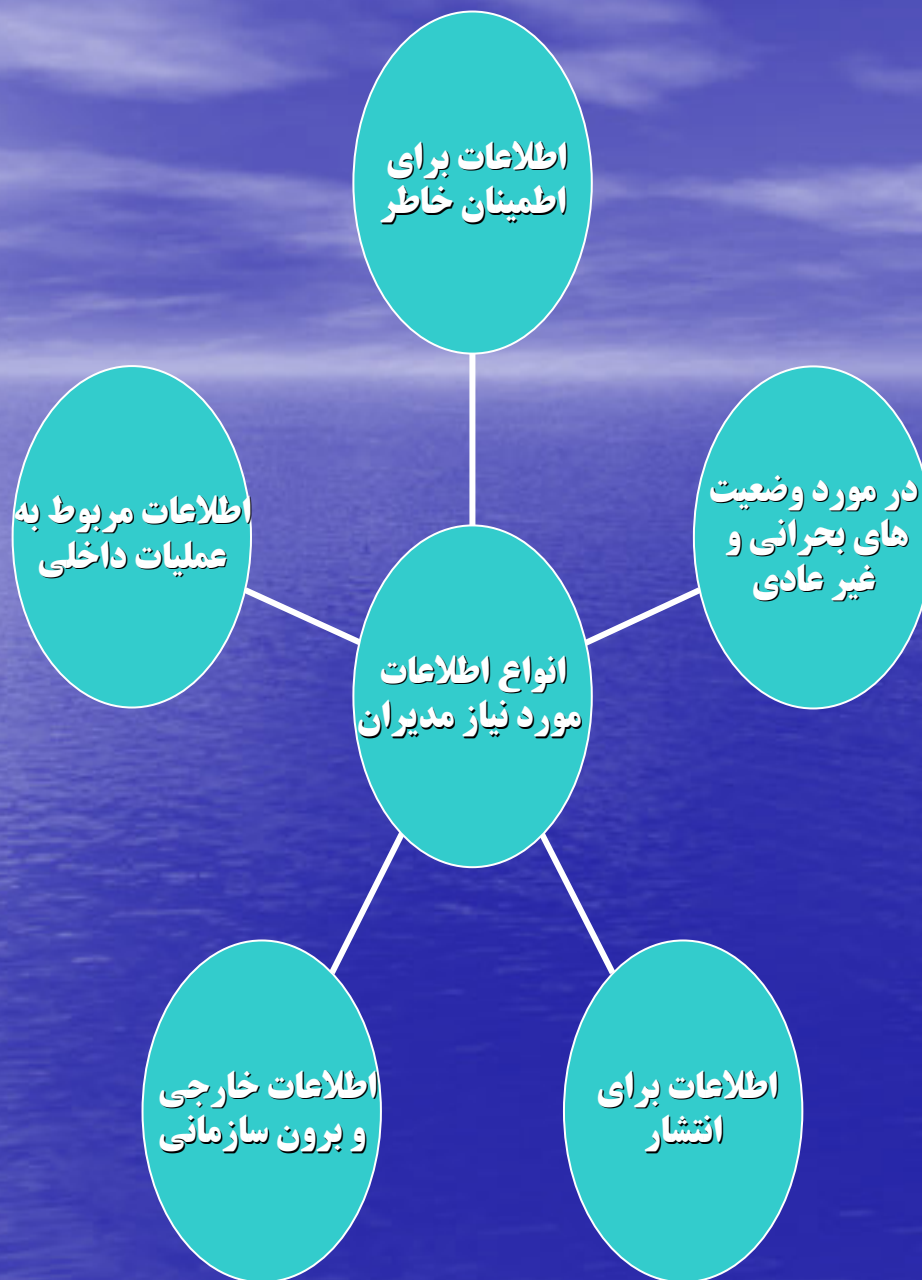 اطلاعات برای
اطمینان خاطر
در مورد وضعیت
های بحرانی و
غیر عادی
اطلاعات مربوط به
عملیات داخلی
انواع اطلاعات
مورد نیاز مدیران
اطلاعات برای
انتشار
اطلاعات خارجی
و برون سازمانی